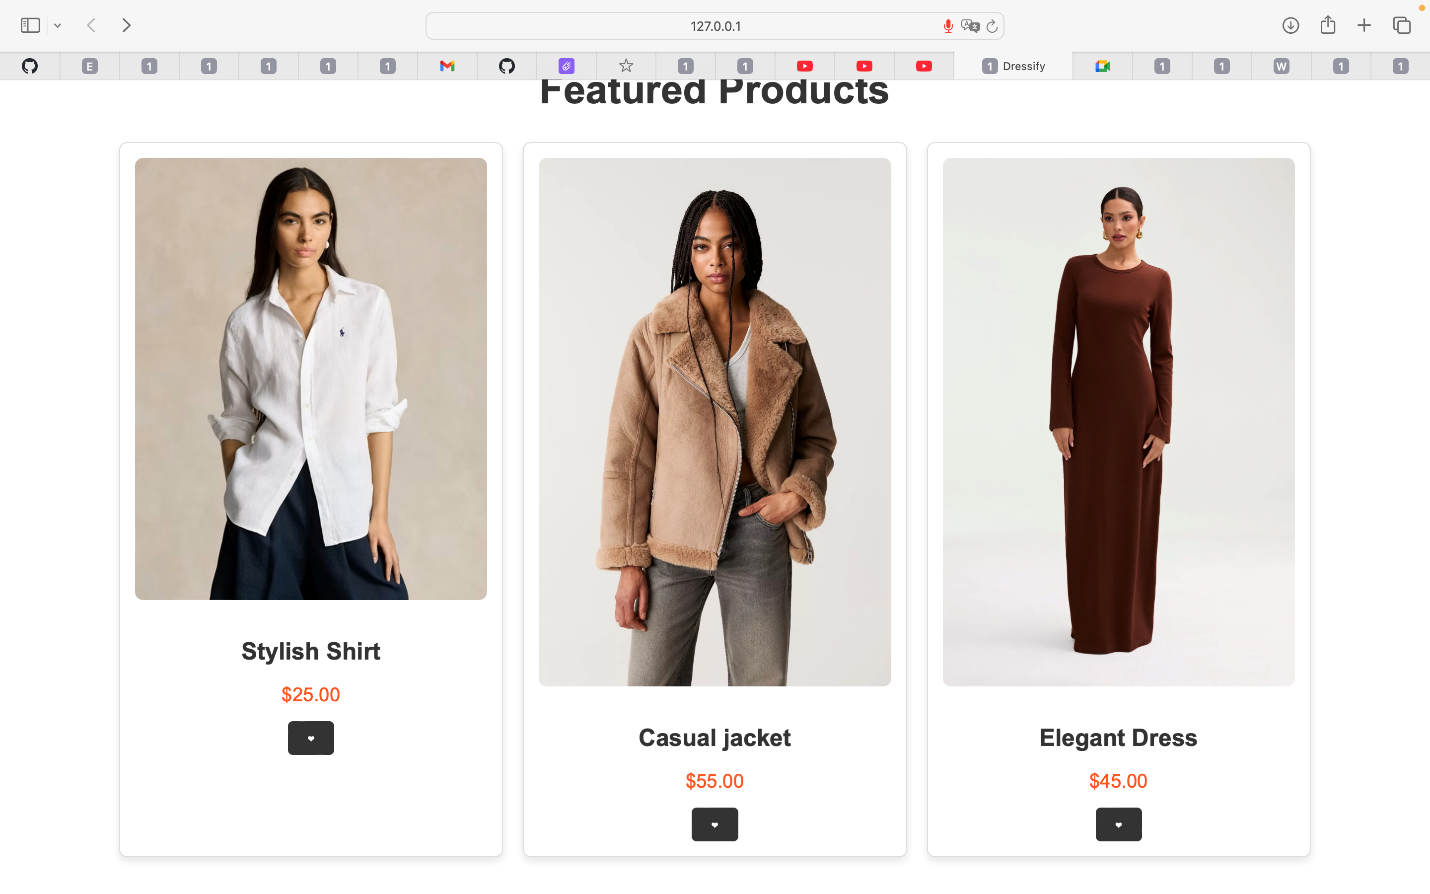 127.0.0.1
E 1 1 1 1 1 1 1 1 Dressify 1 1 W 1 1
Featured Products
Stylish Shirt
$25.00
Casual jacket
$55.00
Elegant Dress
$45.00